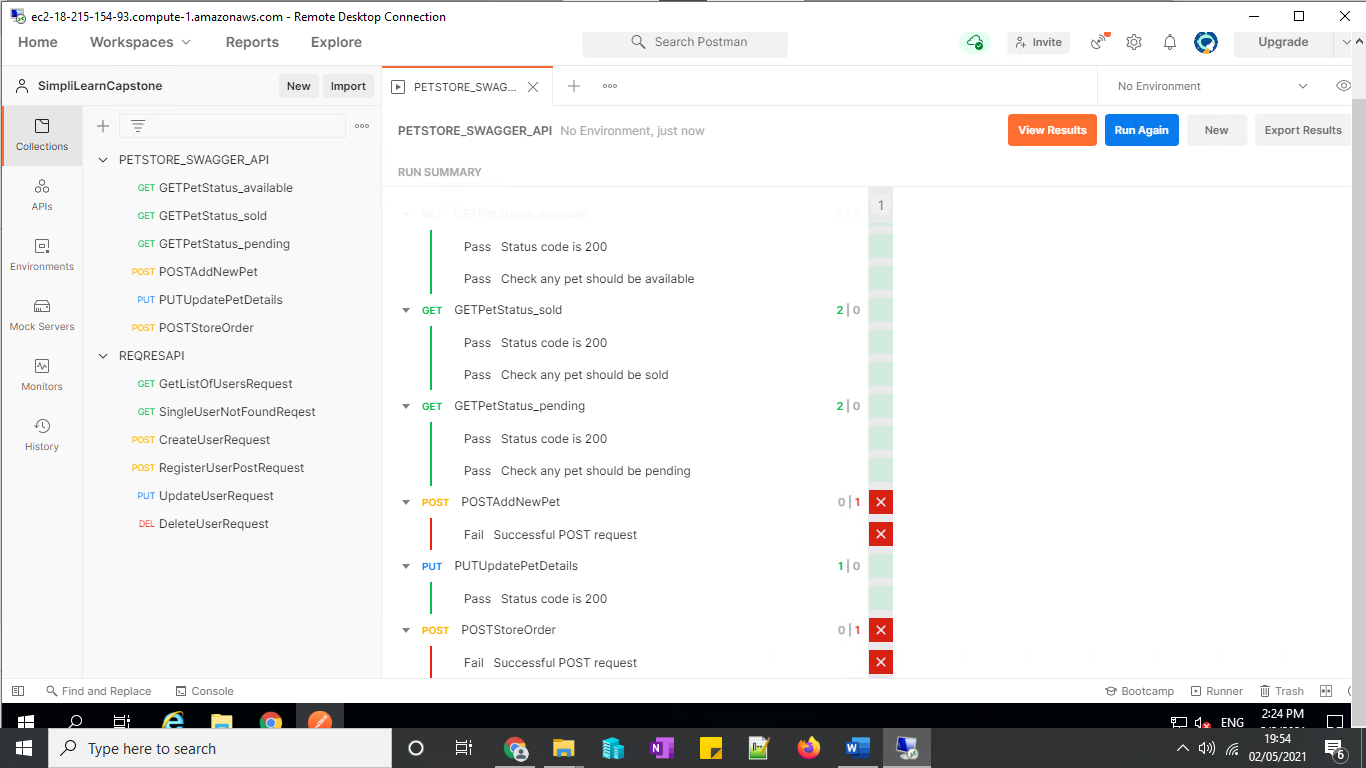 ec2-18-215-154-93.compute-1.amazonaws.com - Remote Desktop Connection
Home Workspaces Reports Explore Search Postman Invite Upgrade
SimpliLearnCapstone New Import PETSTORE_SWAG... No Environment
Collections
APIs
Environments
Mock Servers
Monitors
History
PETSTORE_SWAGGER_API
GET GETPetStatus_available
GET GETPetStatus_sold
GET GETPetStatus_pending
POST POSTAddNewPet
PUT PUTUpdatePetDetails
POST POSTStoreOrder
REQRESAPI
GET GetListOfUsersRequest
GET SingleUserNotFoundReqest
POST CreateUserRequest
POST RegisterUserPostRequest
PUT UpdateUserRequest
DEL DeleteUserRequest
PETSTORE_SWAGGER_API No Environment, just now View Results Run Again New Export Results
RUN SUMMARY
1
GET GETPetStatus_available 2 | 0
Pass Status code is 200
Pass Check any pet should be available
GET GETPetStatus_sold 2 | 0
Pass Status code is 200
Pass Check any pet should be sold
GET GETPetStatus_pending 2 | 0
Pass Status code is 200
Pass Check any pet should be pending
POST POSTAddNewPet 0 | 1
Fail Successful POST request
PUT PUTUpdatePetDetails 1 | 0
Pass Status code is 200
POST POSTStoreOrder 0 | 1
Fail Successful POST request
Find and Replace Console Bootcamp Runner Trash
ENG 2:24 PM
Type here to search
19:54
02/05/2021
6